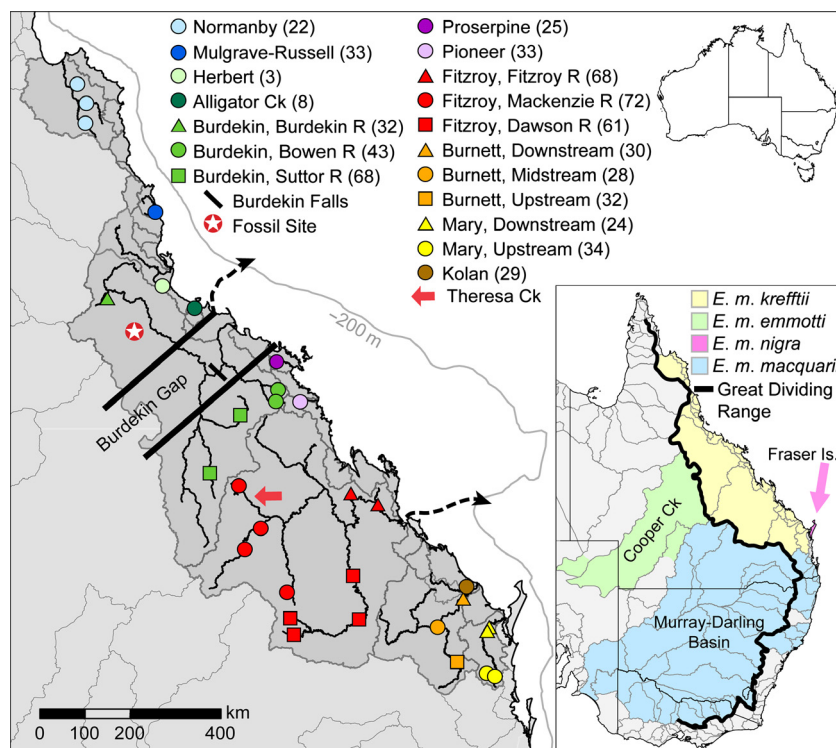 Normanby (22)
Mulgrave-Russell (33)
Herbert (3)
Alligator Ck (8)
Burdekin, Burdekin R (32)
Burdekin, Bowen R (43)
Burdekin, Suttor R (68)
Burdekin Falls
Fossil Site
Proserpine (25)
Pioneer (33)
Fitzroy, Fitzroy R (68)
Fitzroy, Mackenzie R (72)
Fitzroy, Dawson R (61)
Burnett, Downstream (30)
Burnett, Midstream (28)
Burnett, Upstream (32)
Mary, Downstream (24)
Mary, Upstream (34)
Kolan (29)
Theresa Ck
-200 m
Burdekin Gap
0 100 200 400 km
E. m. krefftii
E. m. emmotti
E. m. nigra
E. m. macquarii
Great Dividing
Range
Fraser Is.
Cooper Ck
Murray-Darling
Basin